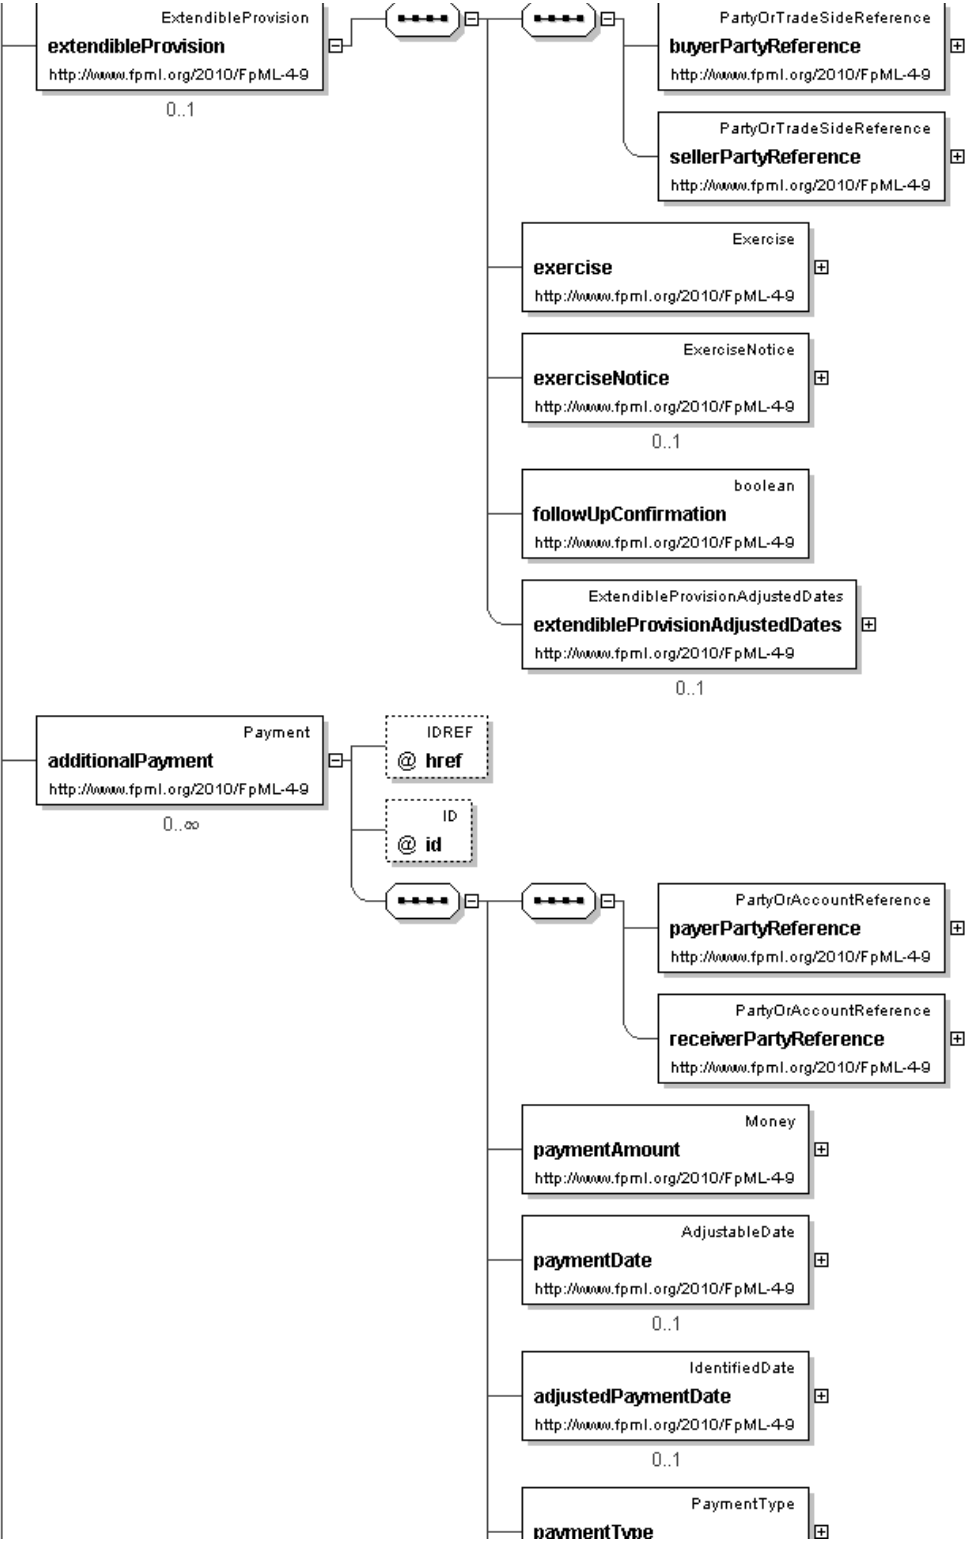 ExtendibleProvision
extendibleProvision
http://www.fpml.org/2010/FpML-4-9
0..1
PartyOrTradeSideReference
buyerPartyReference
http://www.fpml.org/2010/FpML-4-9
PartyOrTradeSideReference
sellerPartyReference
http://www.fpml.org/2010/FpML-4-9
Exercise
exercise
http://www.fpml.org/2010/FpML-4-9
ExerciseNotice
exerciseNotice
http://www.fpml.org/2010/FpML-4-9
0..1
boolean
followUpConfirmation
http://www.fpml.org/2010/FpML-4-9
ExtendibleProvisionAdjustedDates
extendibleProvisionAdjustedDates
http://www.fpml.org/2010/FpML-4-9
0..1
Payment
additionalPayment
http://www.fpml.org/2010/FpML-4-9
0..∞
IDREF
@ href
ID
@ id
PartyOrAccountReference
payerPartyReference
http://www.fpml.org/2010/FpML-4-9
PartyOrAccountReference
receiverPartyReference
http://www.fpml.org/2010/FpML-4-9
Money
paymentAmount
http://www.fpml.org/2010/FpML-4-9
AdjustableDate
paymentDate
http://www.fpml.org/2010/FpML-4-9
0..1
IdentifiedDate
adjustedPaymentDate
http://www.fpml.org/2010/FpML-4-9
0..1
PaymentType
paymentType